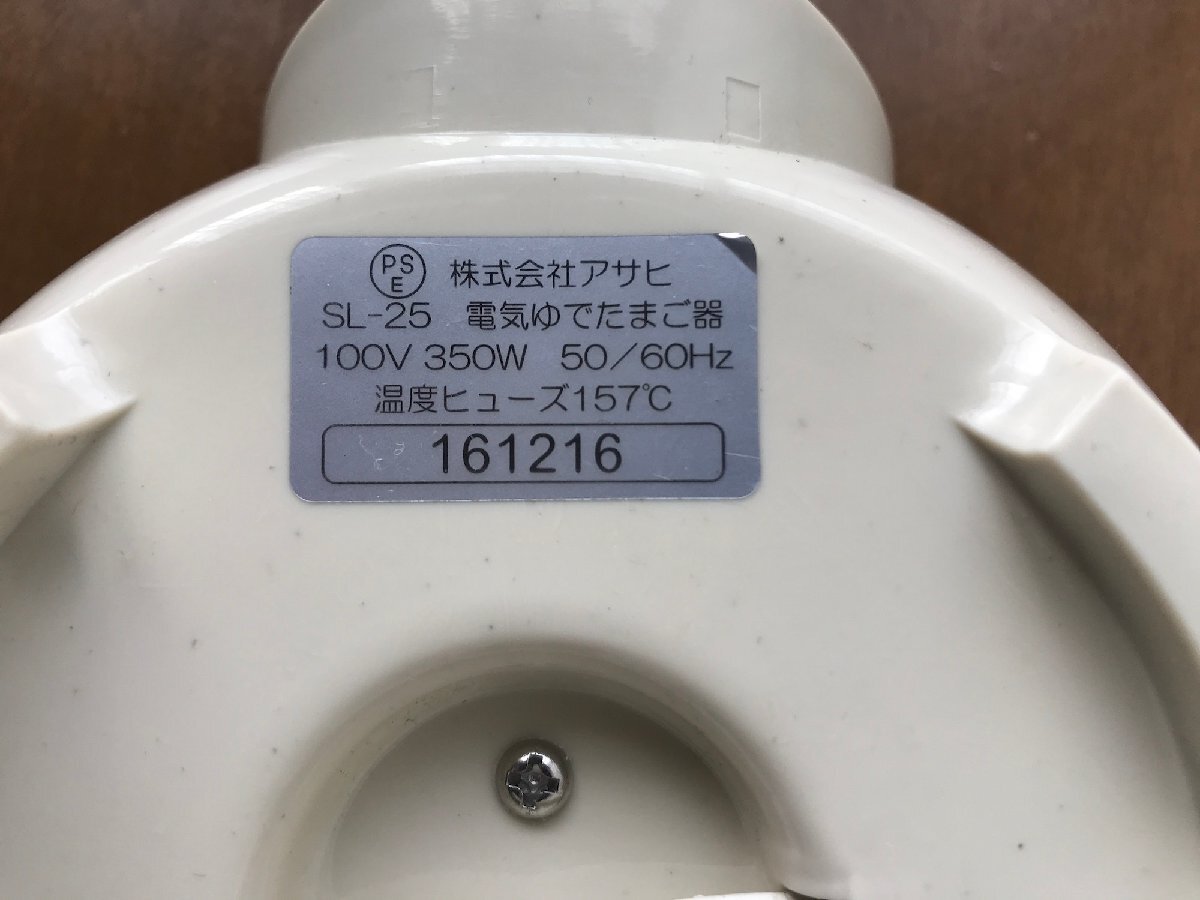 PSE 株式会社アサヒ
SL-25 電気ゆでたまご器
100V 350W 50/60Hz
温度ヒューズ157℃
161216